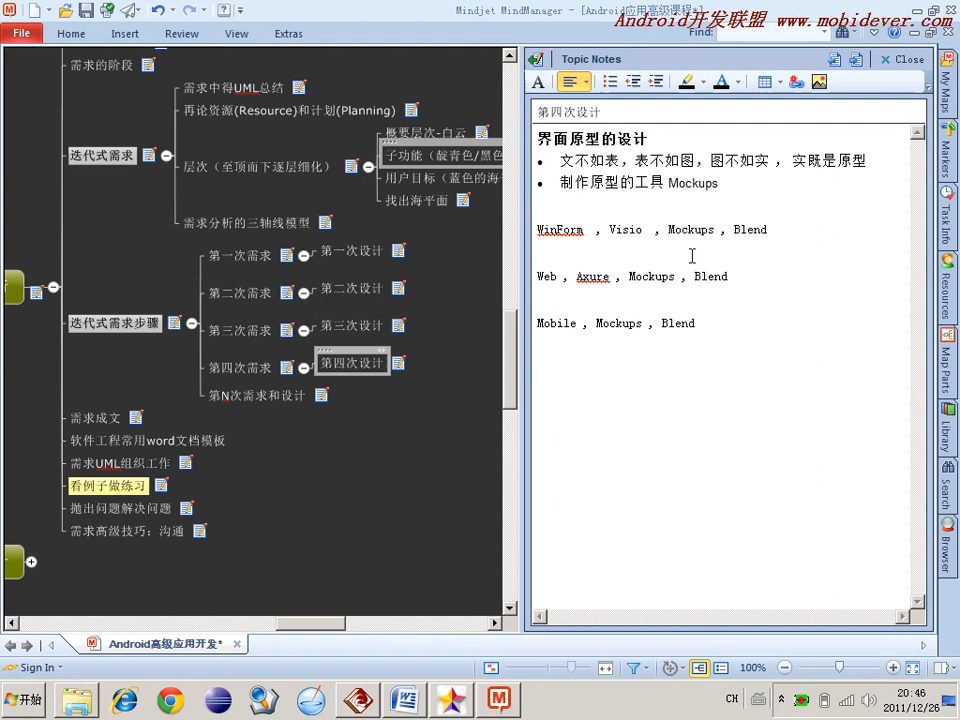 Mindjet MindManager - [Android应用高级课程*]
Android开发联盟 www.mobidever.com
File Home Insert Review View Extras
Find:
需求的阶段
需求中得UML总结
再论资源(Resource)和计划(Planning)
概要层次-白云
迭代式需求
子功能（靛青色/黑色
层次（至顶而下逐层细化）
用户目标（蓝色的海
找出海平面
需求分析的三轴线模型
第一次需求
第一次设计
第二次需求
第二次设计
迭代式需求步骤
第三次需求
第三次设计
第四次需求
第四次设计
第N次需求和设计
需求成文
软件工程常用word文档模板
需求UML组织工作
看例子做练习
抛出问题解决问题
需求高级技巧：沟通
Topic Notes
Close
第四次设计
界面原型的设计
• 文不如表，表不如图，图不如实 ， 实既是原型
• 制作原型的工具 Mockups
WinForm ，Visio ，Mockups ，Blend
Web ，Axure ，Mockups ，Blend
Mobile ，Mockups ，Blend
My Maps
Markers
Task Info
Resources
Map Parts
Library
Search
Browser
Android高级应用开发*
Sign In
100%
开始
CH
20:46
2011/12/26